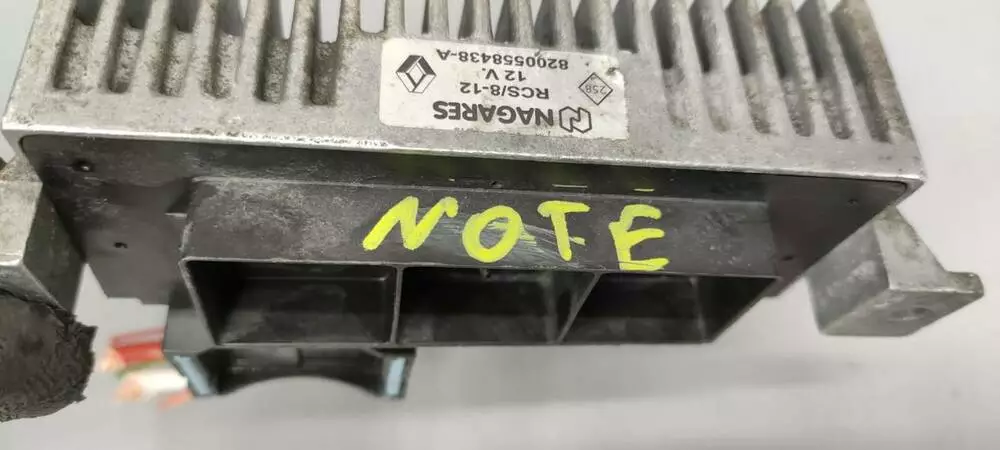 NAGARES
RCS/8-12
12 V.
8200558438-A
258
NOTE